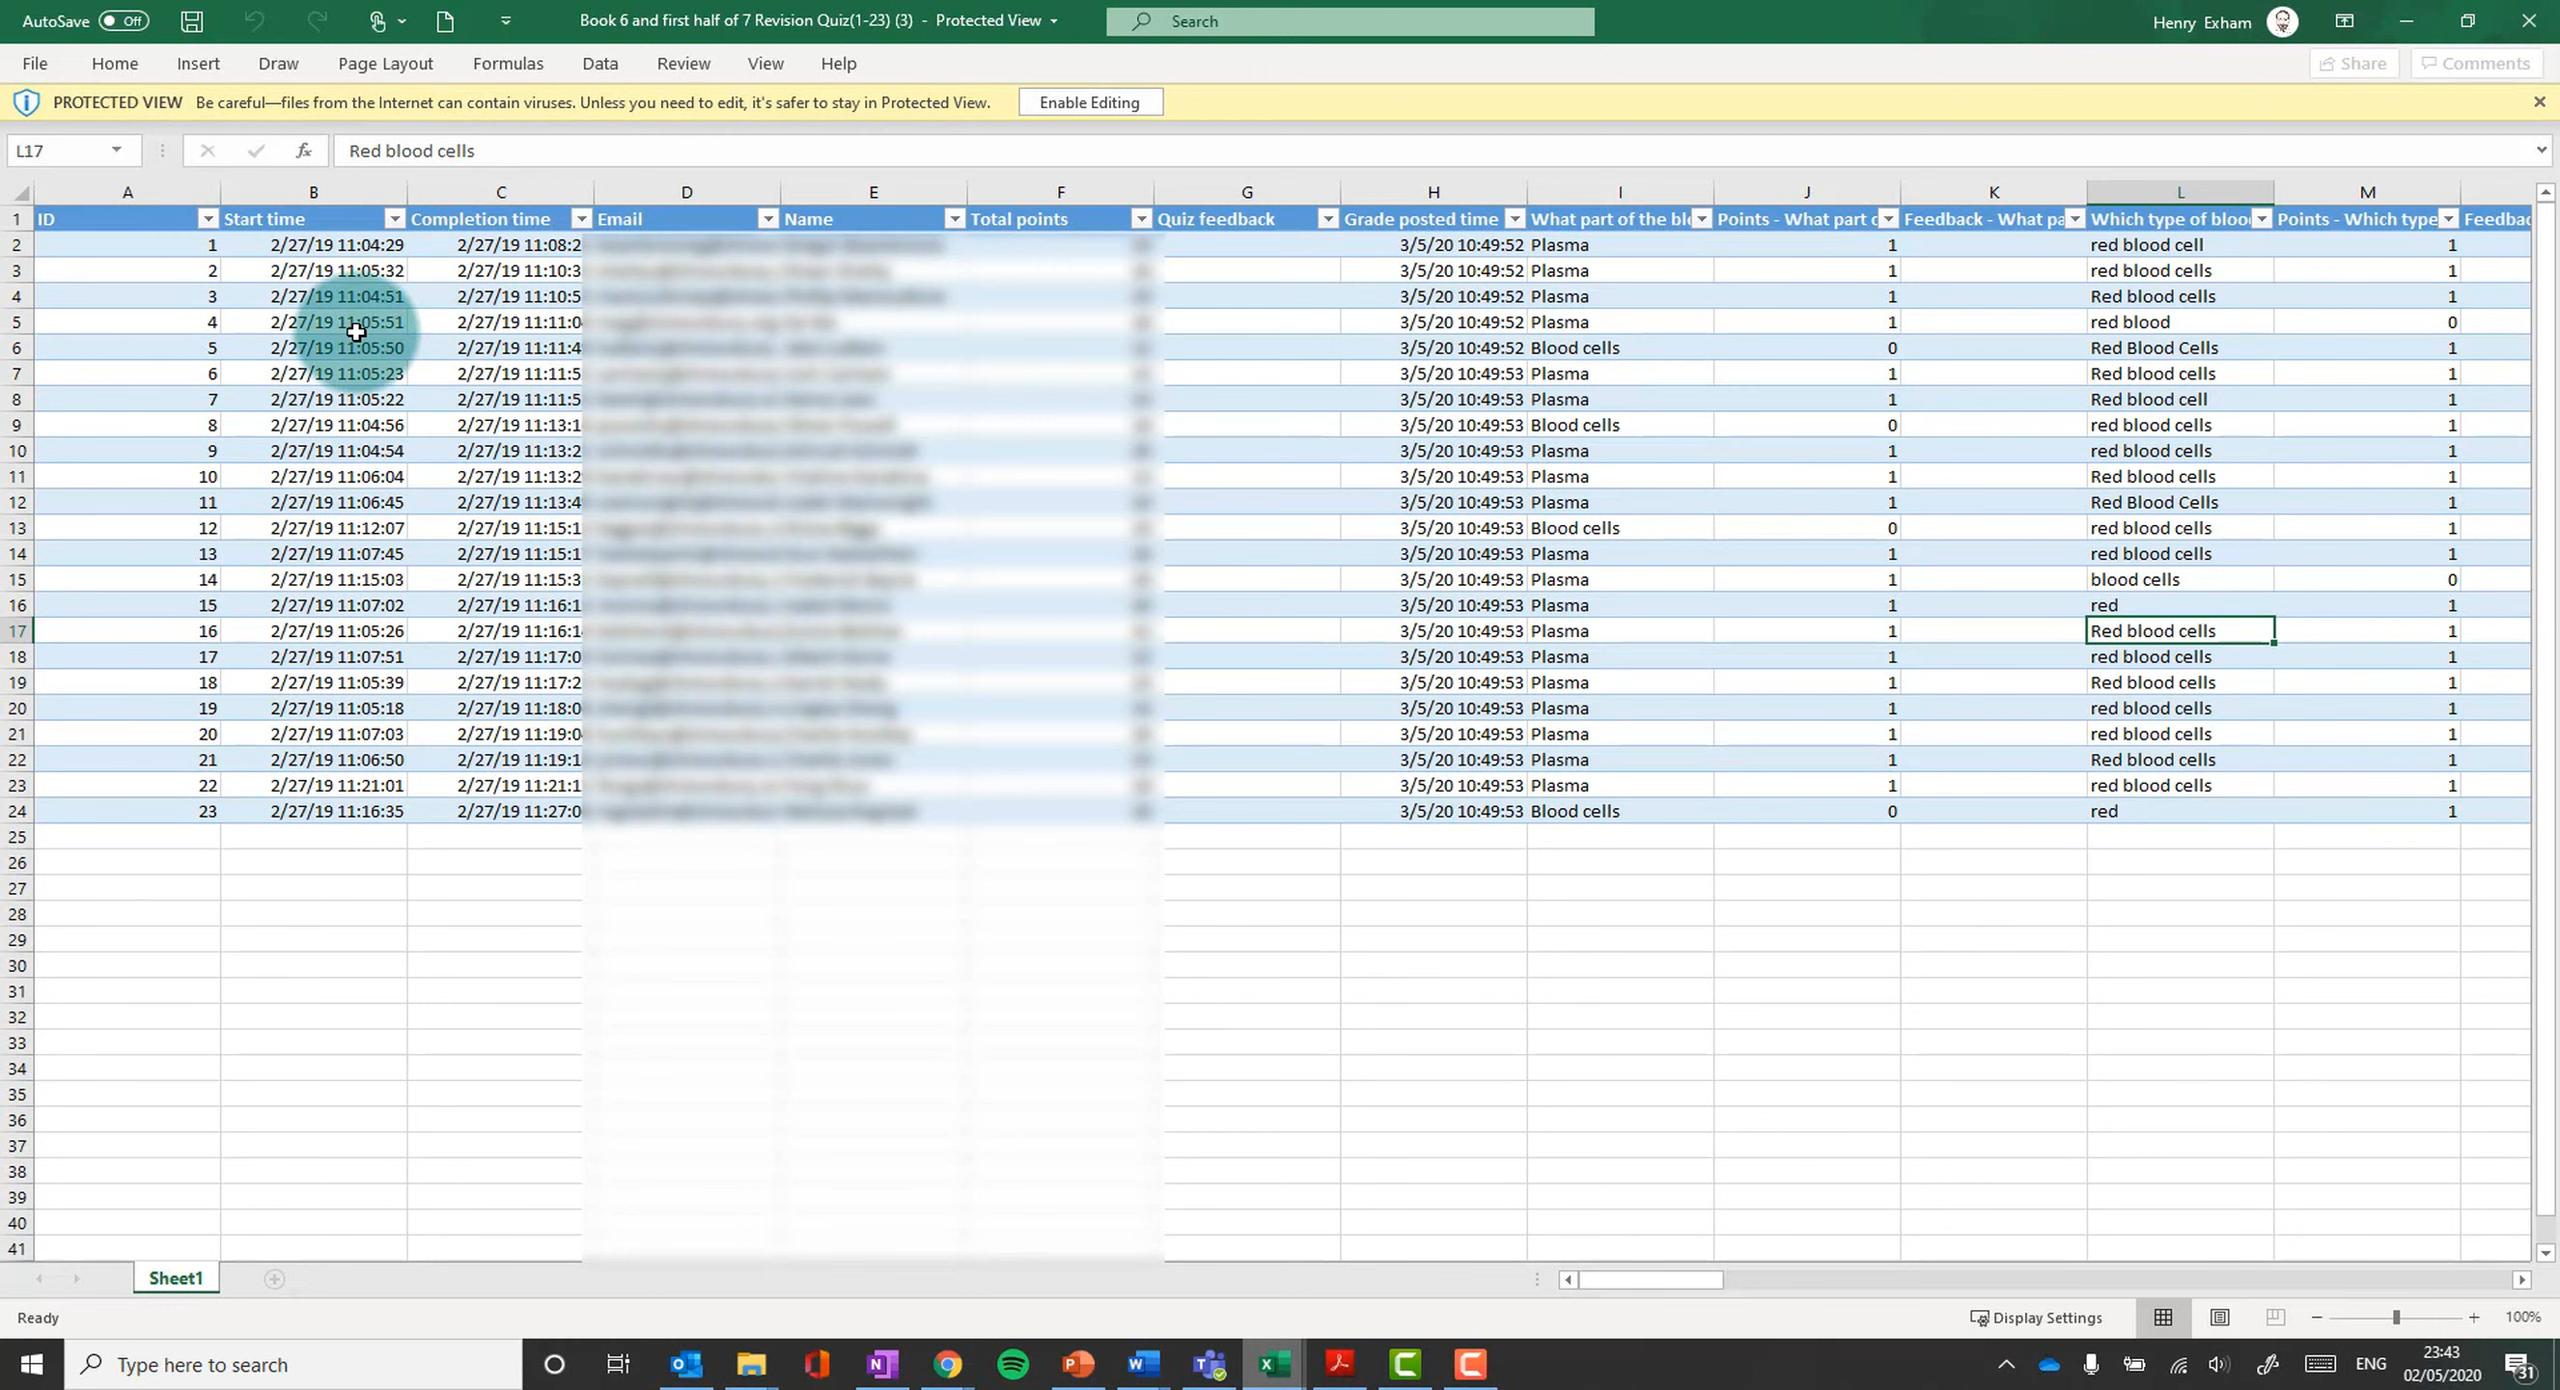 AutoSave Off Book 6 and first half of 7 Revision Quiz(1-23) (3) - Protected View Search Henry Exham
File Home Insert Draw Page Layout Formulas Data Review View Help Share Comments
PROTECTED VIEW Be careful—files from the Internet can contain viruses. Unless you need to edit, it's safer to stay in Protected View. Enable Editing
L17 fx Red blood cells
A B C D E F G H I J K L M
1 ID Start time Completion time Email Name Total points Quiz feedback Grade posted time What part of the bl Points - What part Feedback - What pa Which type of bloo Points - Which type Feedbac
2 1 2/27/19 11:04:29 2/27/19 11:08:2 3/5/20 10:49:52 Plasma 1 red blood cell 1
3 2 2/27/19 11:05:32 2/27/19 11:10:3 3/5/20 10:49:52 Plasma 1 red blood cells 1
4 3 2/27/19 11:04:51 2/27/19 11:10:5 3/5/20 10:49:52 Plasma 1 Red blood cells 1
5 4 2/27/19 11:05:51 2/27/19 11:11:0 3/5/20 10:49:52 Plasma 1 red blood 0
6 5 2/27/19 11:05:50 2/27/19 11:11:4 3/5/20 10:49:52 Blood cells 0 Red Blood Cells 1
7 6 2/27/19 11:05:23 2/27/19 11:11:5 3/5/20 10:49:53 Plasma 1 Red blood cells 1
8 7 2/27/19 11:05:22 2/27/19 11:11:5 3/5/20 10:49:53 Plasma 1 Red blood cell 1
9 8 2/27/19 11:04:56 2/27/19 11:13:1 3/5/20 10:49:53 Blood cells 0 red blood cells 1
10 9 2/27/19 11:04:54 2/27/19 11:13:2 3/5/20 10:49:53 Plasma 1 red blood cells 1
11 10 2/27/19 11:06:04 2/27/19 11:13:2 3/5/20 10:49:53 Plasma 1 Red blood cells 1
12 11 2/27/19 11:06:45 2/27/19 11:13:4 3/5/20 10:49:53 Plasma 1 Red Blood Cells 1
13 12 2/27/19 11:12:07 2/27/19 11:15:1 3/5/20 10:49:53 Blood cells 0 red blood cells 1
14 13 2/27/19 11:07:45 2/27/19 11:15:1 3/5/20 10:49:53 Plasma 1 red blood cells 1
15 14 2/27/19 11:15:03 2/27/19 11:15:3 3/5/20 10:49:53 Plasma 1 blood cells 0
16 15 2/27/19 11:07:02 2/27/19 11:16:1 3/5/20 10:49:53 Plasma 1 red 1
17 16 2/27/19 11:05:26 2/27/19 11:16:1 3/5/20 10:49:53 Plasma 1 Red blood cells 1
18 17 2/27/19 11:07:51 2/27/19 11:17:0 3/5/20 10:49:53 Plasma 1 red blood cells 1
19 18 2/27/19 11:05:39 2/27/19 11:17:2 3/5/20 10:49:53 Plasma 1 Red blood cells 1
20 19 2/27/19 11:05:18 2/27/19 11:18:0 3/5/20 10:49:53 Plasma 1 red blood cells 1
21 20 2/27/19 11:07:03 2/27/19 11:19:0 3/5/20 10:49:53 Plasma 1 red blood cells 1
22 21 2/27/19 11:06:50 2/27/19 11:19:1 3/5/20 10:49:53 Plasma 1 Red blood cells 1
23 22 2/27/19 11:21:01 2/27/19 11:21:1 3/5/20 10:49:53 Plasma 1 red blood cells 1
24 23 2/27/19 11:16:35 2/27/19 11:27:0 3/5/20 10:49:53 Blood cells 0 red 1
25
26
27
28
29
30
31
32
33
34
35
36
37
38
39
40
41
Sheet1
Ready Display Settings 100%
Type here to search ENG 23:43
02/05/2020 31